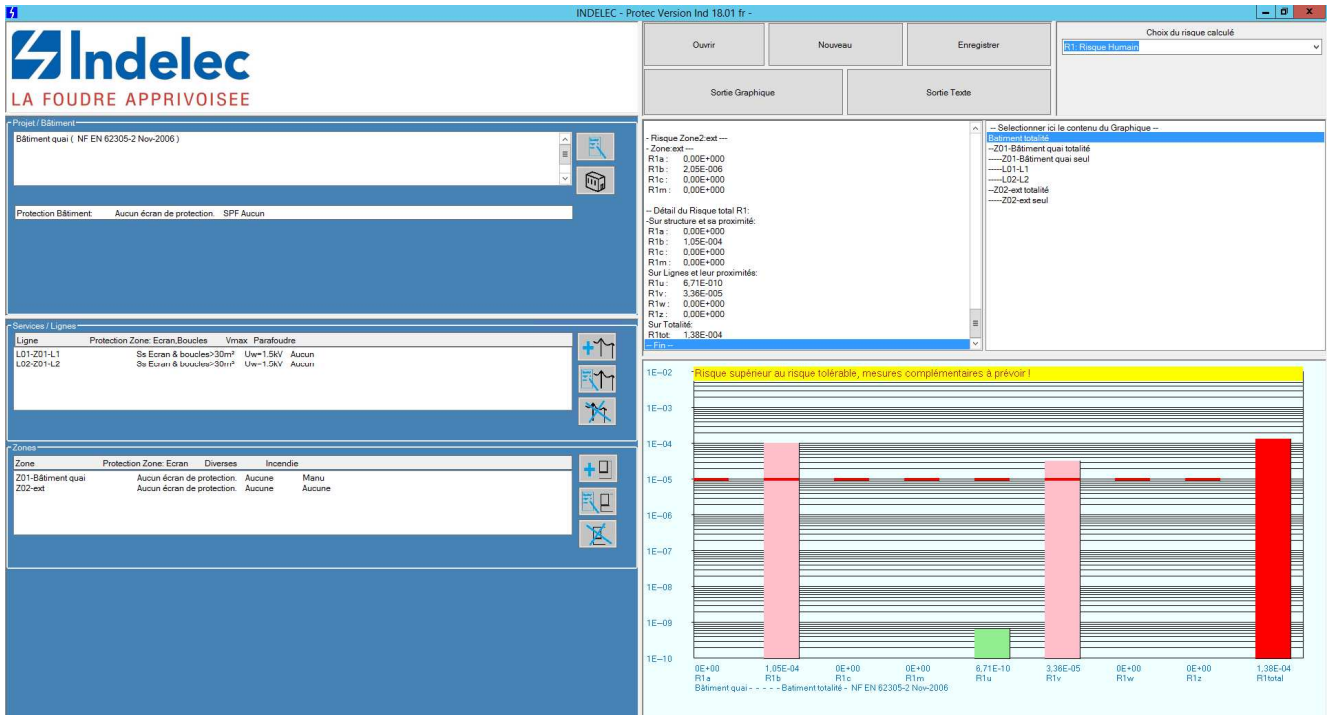 INDELEC - Protec Version Ind 18.01 fr -
Indelec
LA FOUDRE APPRIVOISEE
Projet / Bâtiment
Bâtiment quai ( NF EN 62305-2 Nov-2006 )
Protection Bâtiment: Aucun écran de protection. SPF Aucun
Services / Lignes
Ligne Protection Zone: Ecran,Boucles Vmax Parafoudre
L01-Z01-L1 Ss Ecran & boucles>30m² Uw=1.5kV Aucun
L02-Z01-L2 Ss Ecran & boucles>30m² Uw=1.5kV Aucun
Zones
Zone Protection Zone: Ecran Diverses Incendie
Z01-Bâtiment quai Aucun écran de protection. Aucune Manu
Z02-ext Aucun écran de protection. Aucune Aucune
Ouvrir Nouveau Enregistrer
Sortie Graphique Sortie Texte
Choix du risque calculé
R1: Risque Humain
- Risque Zone2:ext ---
- Zone:ext ---
R1a : 0,00E+000
R1b : 2,05E-006
R1c : 0,00E+000
R1m : 0,00E+000
-- Détail du Risque total R1:
-Sur structure et sa proximité:
R1a : 0,00E+000
R1b : 1,05E-004
R1c : 0,00E+000
R1m : 0,00E+000
Sur Lignes et leur proximités:
R1u : 6,71E-010
R1v : 3,36E-005
R1w : 0,00E+000
R1z : 0,00E+000
Sur Totalité:
R1tot: 1,38E-004
-- Fin --
-- Selectionner ici le contenu du Graphique --
Batiment totalité
--Z01-Bâtiment quai totalité
-----Z01-Bâtiment quai seul
-----L01-L1
-----L02-L2
--Z02-ext totalité
-----Z02-ext seul
Risque supérieur au risque tolérable, mesures complémentaires à prévoir !
1E-02
1E-03
1E-04
1E-05
1E-06
1E-07
1E-08
1E-09
1E-10
0E+00 1,05E-04 0E+00 0E+00 6,71E-10 3,36E-05 0E+00 0E+00 1,38E-04
R1a R1b R1c R1m R1u R1v R1w R1z R1total
Bâtiment quai - - - - - Batiment totalité - NF EN 62305-2 Nov-2006